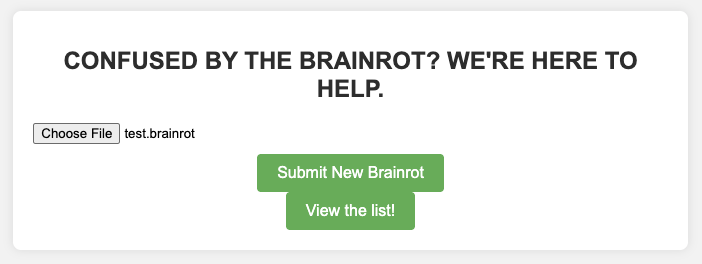 CONFUSED BY THE BRAINROT? WE'RE HERE TO
HELP.
Choose File test.brainrot
Submit New Brainrot
View the list!